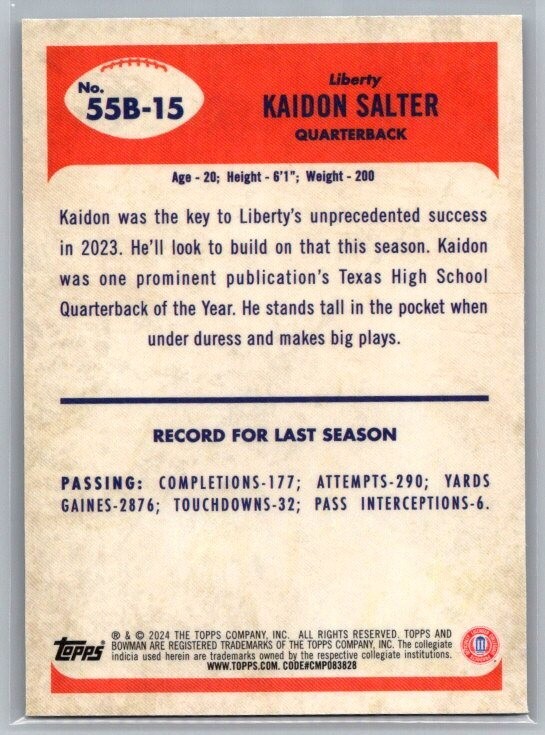 No.
55B-15
Liberty
KAIDON SALTER
QUARTERBACK
Age - 20; Height - 6'1"; Weight - 200
Kaidon was the key to Liberty's unprecedented success
in 2023. He'll look to build on that this season. Kaidon
was one prominent publication's Texas High School
Quarterback of the Year. He stands tall in the pocket when
under duress and makes big plays.
RECORD FOR LAST SEASON
PASSING: COMPLETIONS-177; ATTEMPTS-290; YARDS
GAINES-2876; TOUCHDOWNS-32; PASS INTERCEPTIONS-6.
Topps
® & © 2024 THE TOPPS COMPANY, INC. ALL RIGHTS RESERVED. TOPPS AND
BOWMAN ARE REGISTERED TRADEMARKS OF THE TOPPS COMPANY, INC. The collegiate
indicia used herein are trademarks owned by the respective collegiate institutions.
WWW.TOPPS.COM. CODE#CMP083828